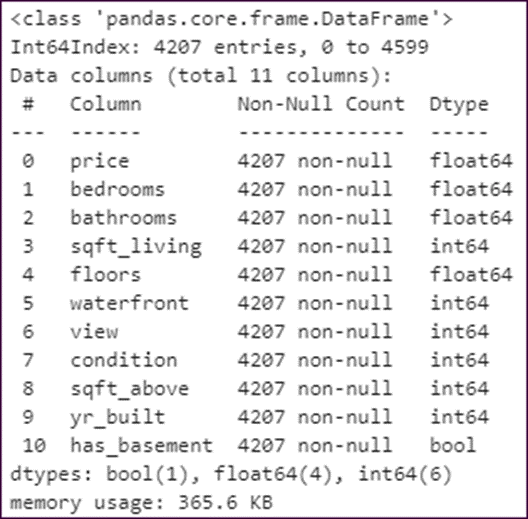 <class 'pandas.core.frame.DataFrame'>
Int64Index: 4207 entries, 0 to 4599
Data columns (total 11 columns):
 #   Column         Non-Null Count  Dtype
---  ------         --------------  -----
 0   price          4207 non-null   float64
 1   bedrooms       4207 non-null   float64
 2   bathrooms      4207 non-null   float64
 3   sqft_living    4207 non-null   int64
 4   floors         4207 non-null   float64
 5   waterfront     4207 non-null   int64
 6   view           4207 non-null   int64
 7   condition      4207 non-null   int64
 8   sqft_above     4207 non-null   int64
 9   yr_built       4207 non-null   int64
 10  has_basement   4207 non-null   bool
dtypes: bool(1), float64(4), int64(6)
memory usage: 365.6 KB